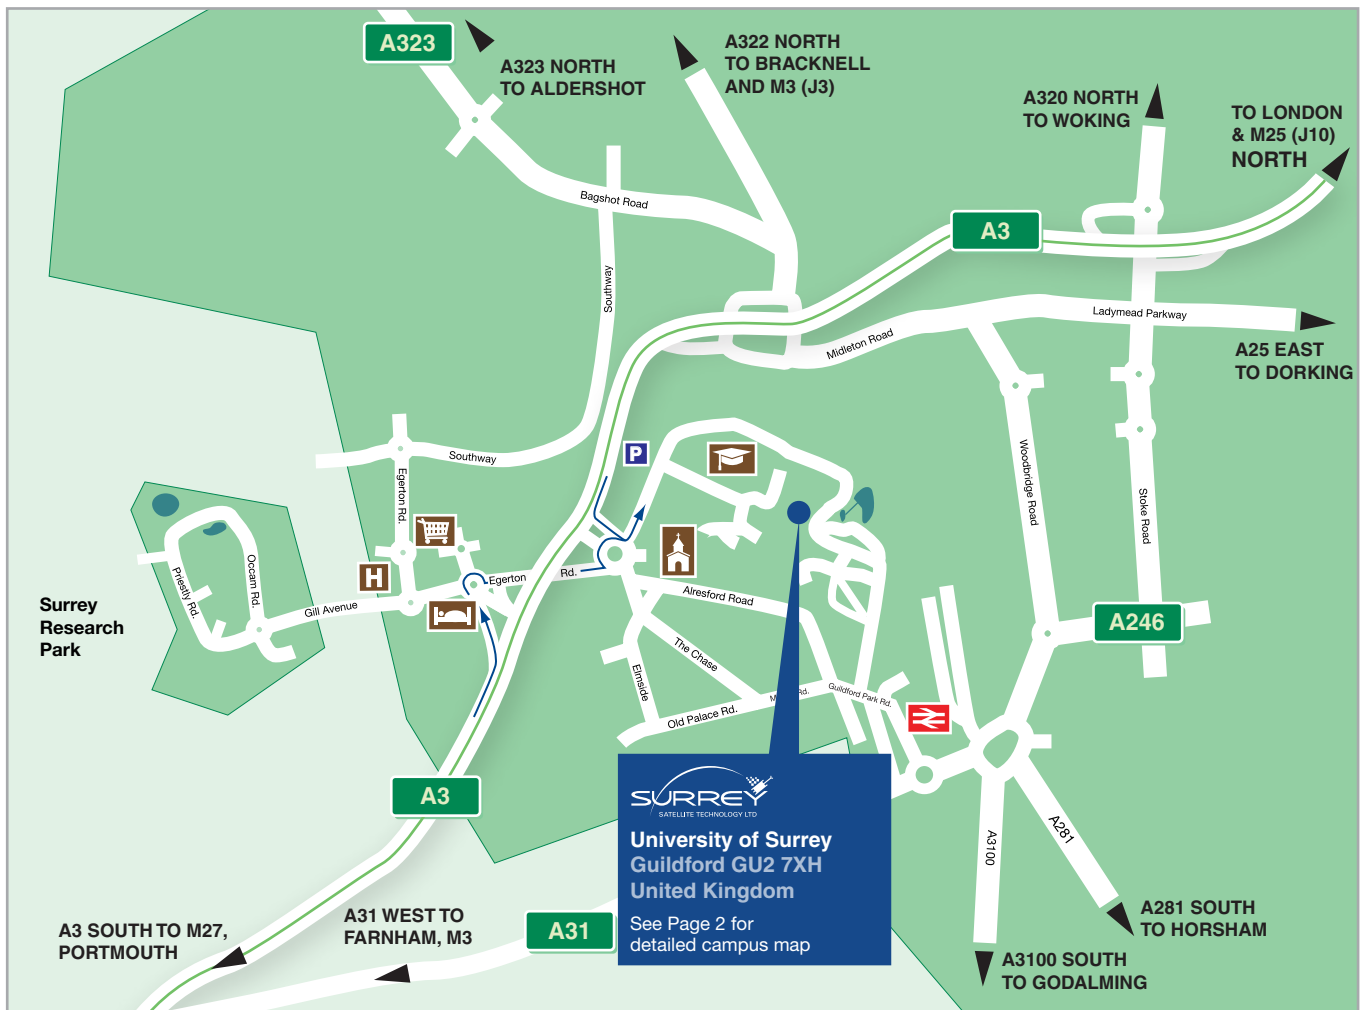 A323
A323 NORTH
TO ALDERSHOT
A322 NORTH
TO BRACKNELL
AND M3 (J3)
A320 NORTH
TO WOKING
TO LONDON
& M25 (J10)
NORTH
Bagshot Road
A3
Southway
Ladymead Parkway
Midleton Road
A25 EAST
TO DORKING
P
Southway
Egerton Rd.
Woodbridge Road
Stoke Road
Priestly Rd.
Occam Rd.
H
Egerton
Rd.
Gill Avenue
Alresford Road
Surrey
Research
Park
A246
The Chase
Elmside
Guildford Park Rd.
Rd.
Old Palace Rd.
A3
SURREY
SATELLITE TECHNOLOGY LTD
University of Surrey
Guildford GU2 7XH
United Kingdom
See Page 2 for
detailed campus map
A3100
A281
A3 SOUTH TO M27,
PORTMOUTH
A31 WEST TO
FARNHAM, M3
A31
A281 SOUTH
TO HORSHAM
A3100 SOUTH
TO GODALMING